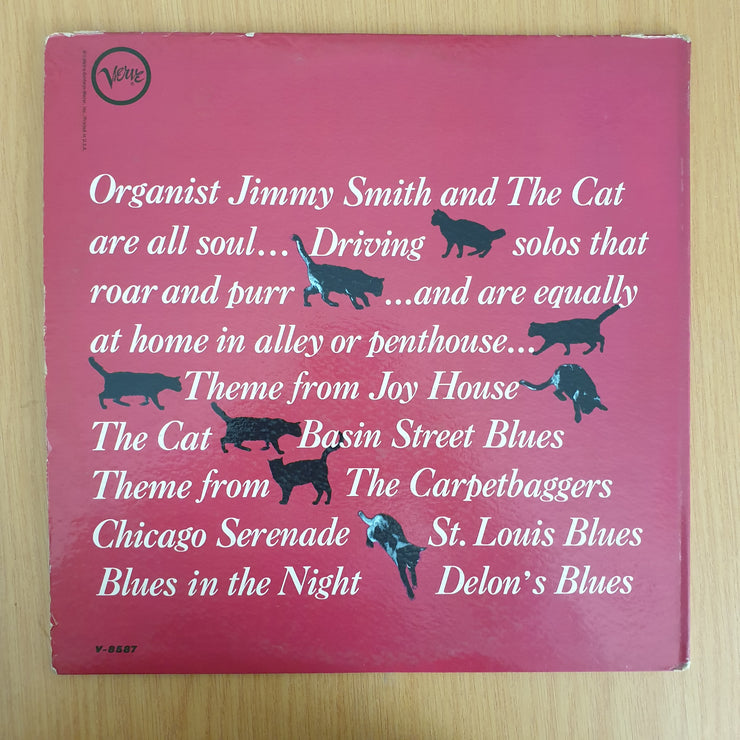 Verve
Organist Jimmy Smith and The Cat
are all soul... Driving solos that
roar and purr ...and are equally
at home in alley or penthouse...
Theme from Joy House
The Cat Basin Street Blues
Theme from The Carpetbaggers
Chicago Serenade St. Louis Blues
Blues in the Night Delon's Blues
V-8587